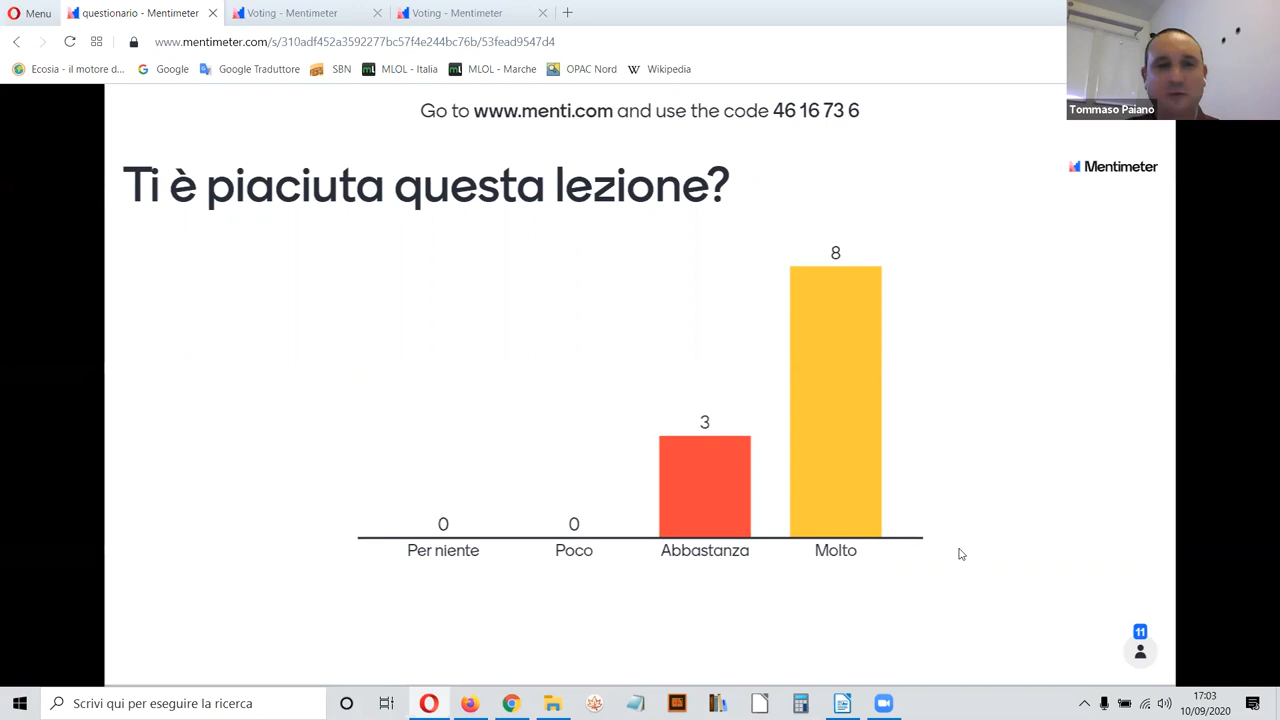 Menu
questionario - Mentimeter
Voting - Mentimeter
Voting - Mentimeter
www.mentimeter.com/s/310adf452a3592277bc57f4e244bc76b/53fead9547d4
Ecosia - il motore d...
Google
Google Traduttore
SBN
MLOL - Italia
MLOL - Marche
OPAC Nord
Wikipedia
Tommaso Paiano
Go to www.menti.com and use the code 46 16 73 6
Mentimeter
Ti è piaciuta questa lezione?
8
3
0
0
Per niente
Poco
Abbastanza
Molto
11
Scrivi qui per eseguire la ricerca
17:03
10/09/2020